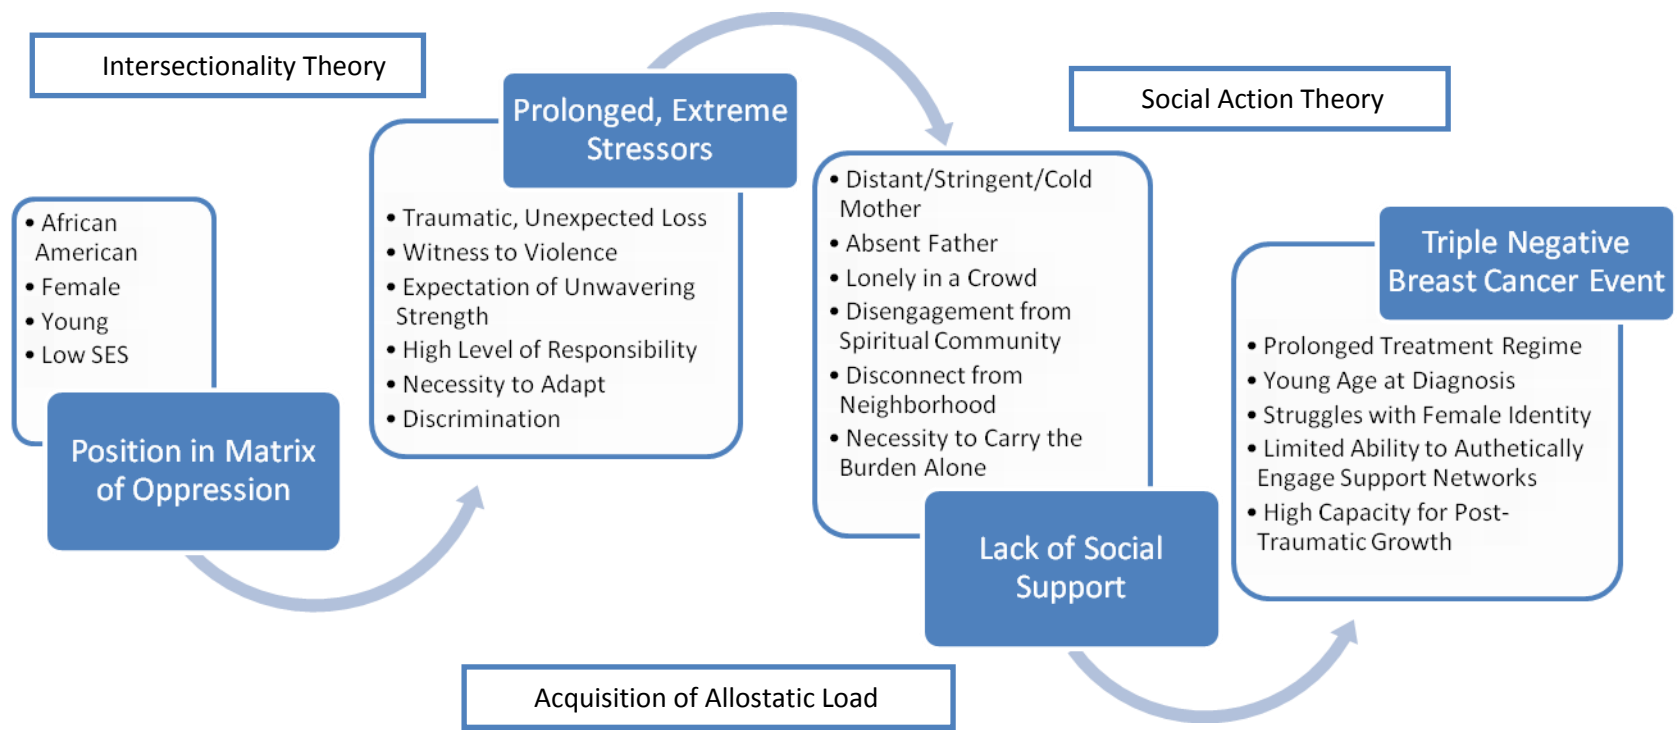 Intersectionality Theory
• African
American
• Female
• Young
• Low SES
Position in Matrix
of Oppression
Prolonged, Extreme
Stressors
• Traumatic, Unexpected Loss
• Witness to Violence
• Expectation of Unwavering
Strength
• High Level of Responsibility
• Necessity to Adapt
• Discrimination
Acquisition of Allostatic Load
Social Action Theory
• Distant/Stringent/Cold
Mother
• Absent Father
• Lonely in a Crowd
• Disengagement from
Spiritual Community
• Disconnect from
Neighborhood
• Necessity to Carry the
Burden Alone
Lack of Social
Support
Triple Negative
Breast Cancer Event
• Prolonged Treatment Regime
• Young Age at Diagnosis
• Struggles with Female Identity
• Limited Ability to Authetically
Engage Support Networks
• High Capacity for Post-
Traumatic Growth